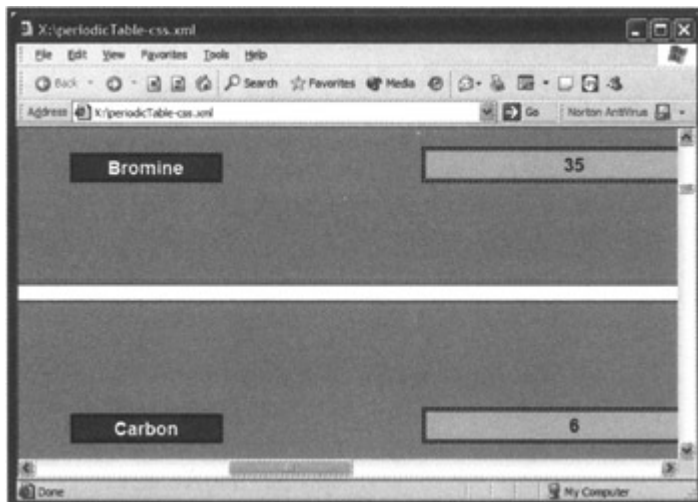 X:\periodicTable-css.xml
File Edit View Favorites Tools Help
Back Search Favorites Media
Address X:\periodicTable-css.xml Go Norton AntiVirus
Bromine 35
Carbon 6
Done My Computer